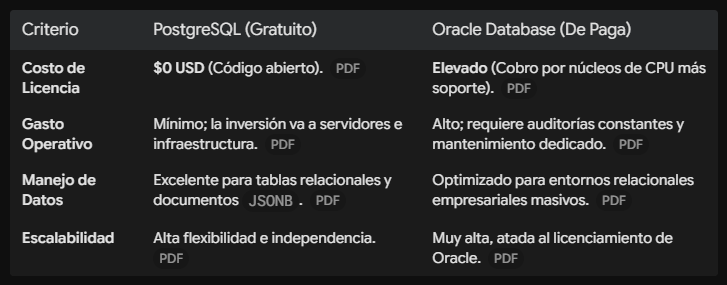 Criterio PostgreSQL (Gratuito) Oracle Database (De Paga)
Costo de Licencia $0 USD (Código abierto). PDF Elevado (Cobro por núcleos de CPU más soporte). PDF
Gasto Operativo Mínimo; la inversión va a servidores e infraestructura. PDF Alto; requiere auditorías constantes y mantenimiento dedicado. PDF
Manejo de Datos Excelente para tablas relacionales y documentos JSONB . PDF Optimizado para entornos relacionales empresariales masivos. PDF
Escalabilidad Alta flexibilidad e independencia. PDF Muy alta, atada al licenciamiento de Oracle. PDF